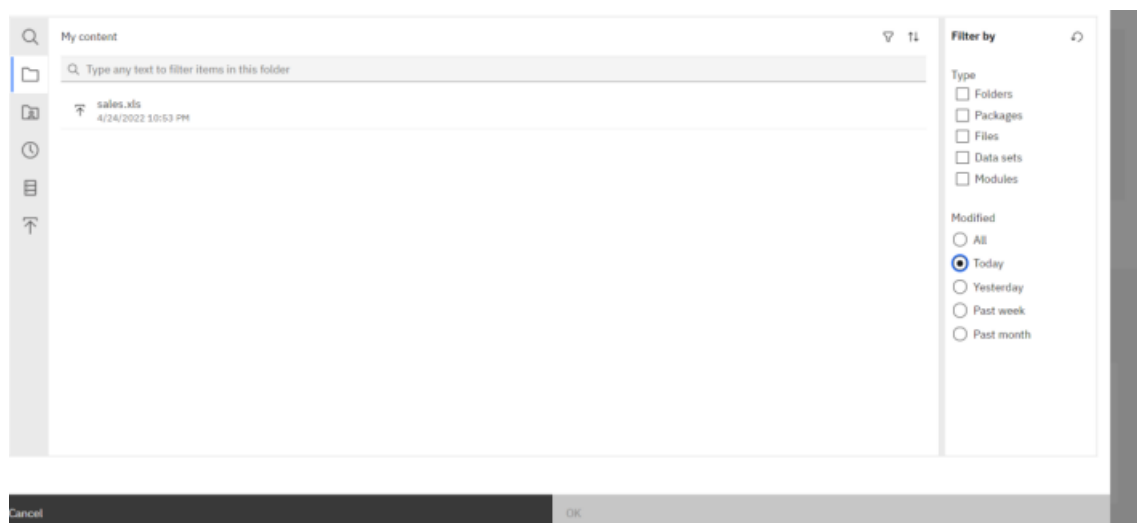 My content
Type any text to filter items in this folder
sales.xls
4/24/2022 10:53 PM
Filter by
Type
Folders
Packages
Files
Data sets
Modules
Modified
All
Today
Yesterday
Past week
Past month
Cancel
OK